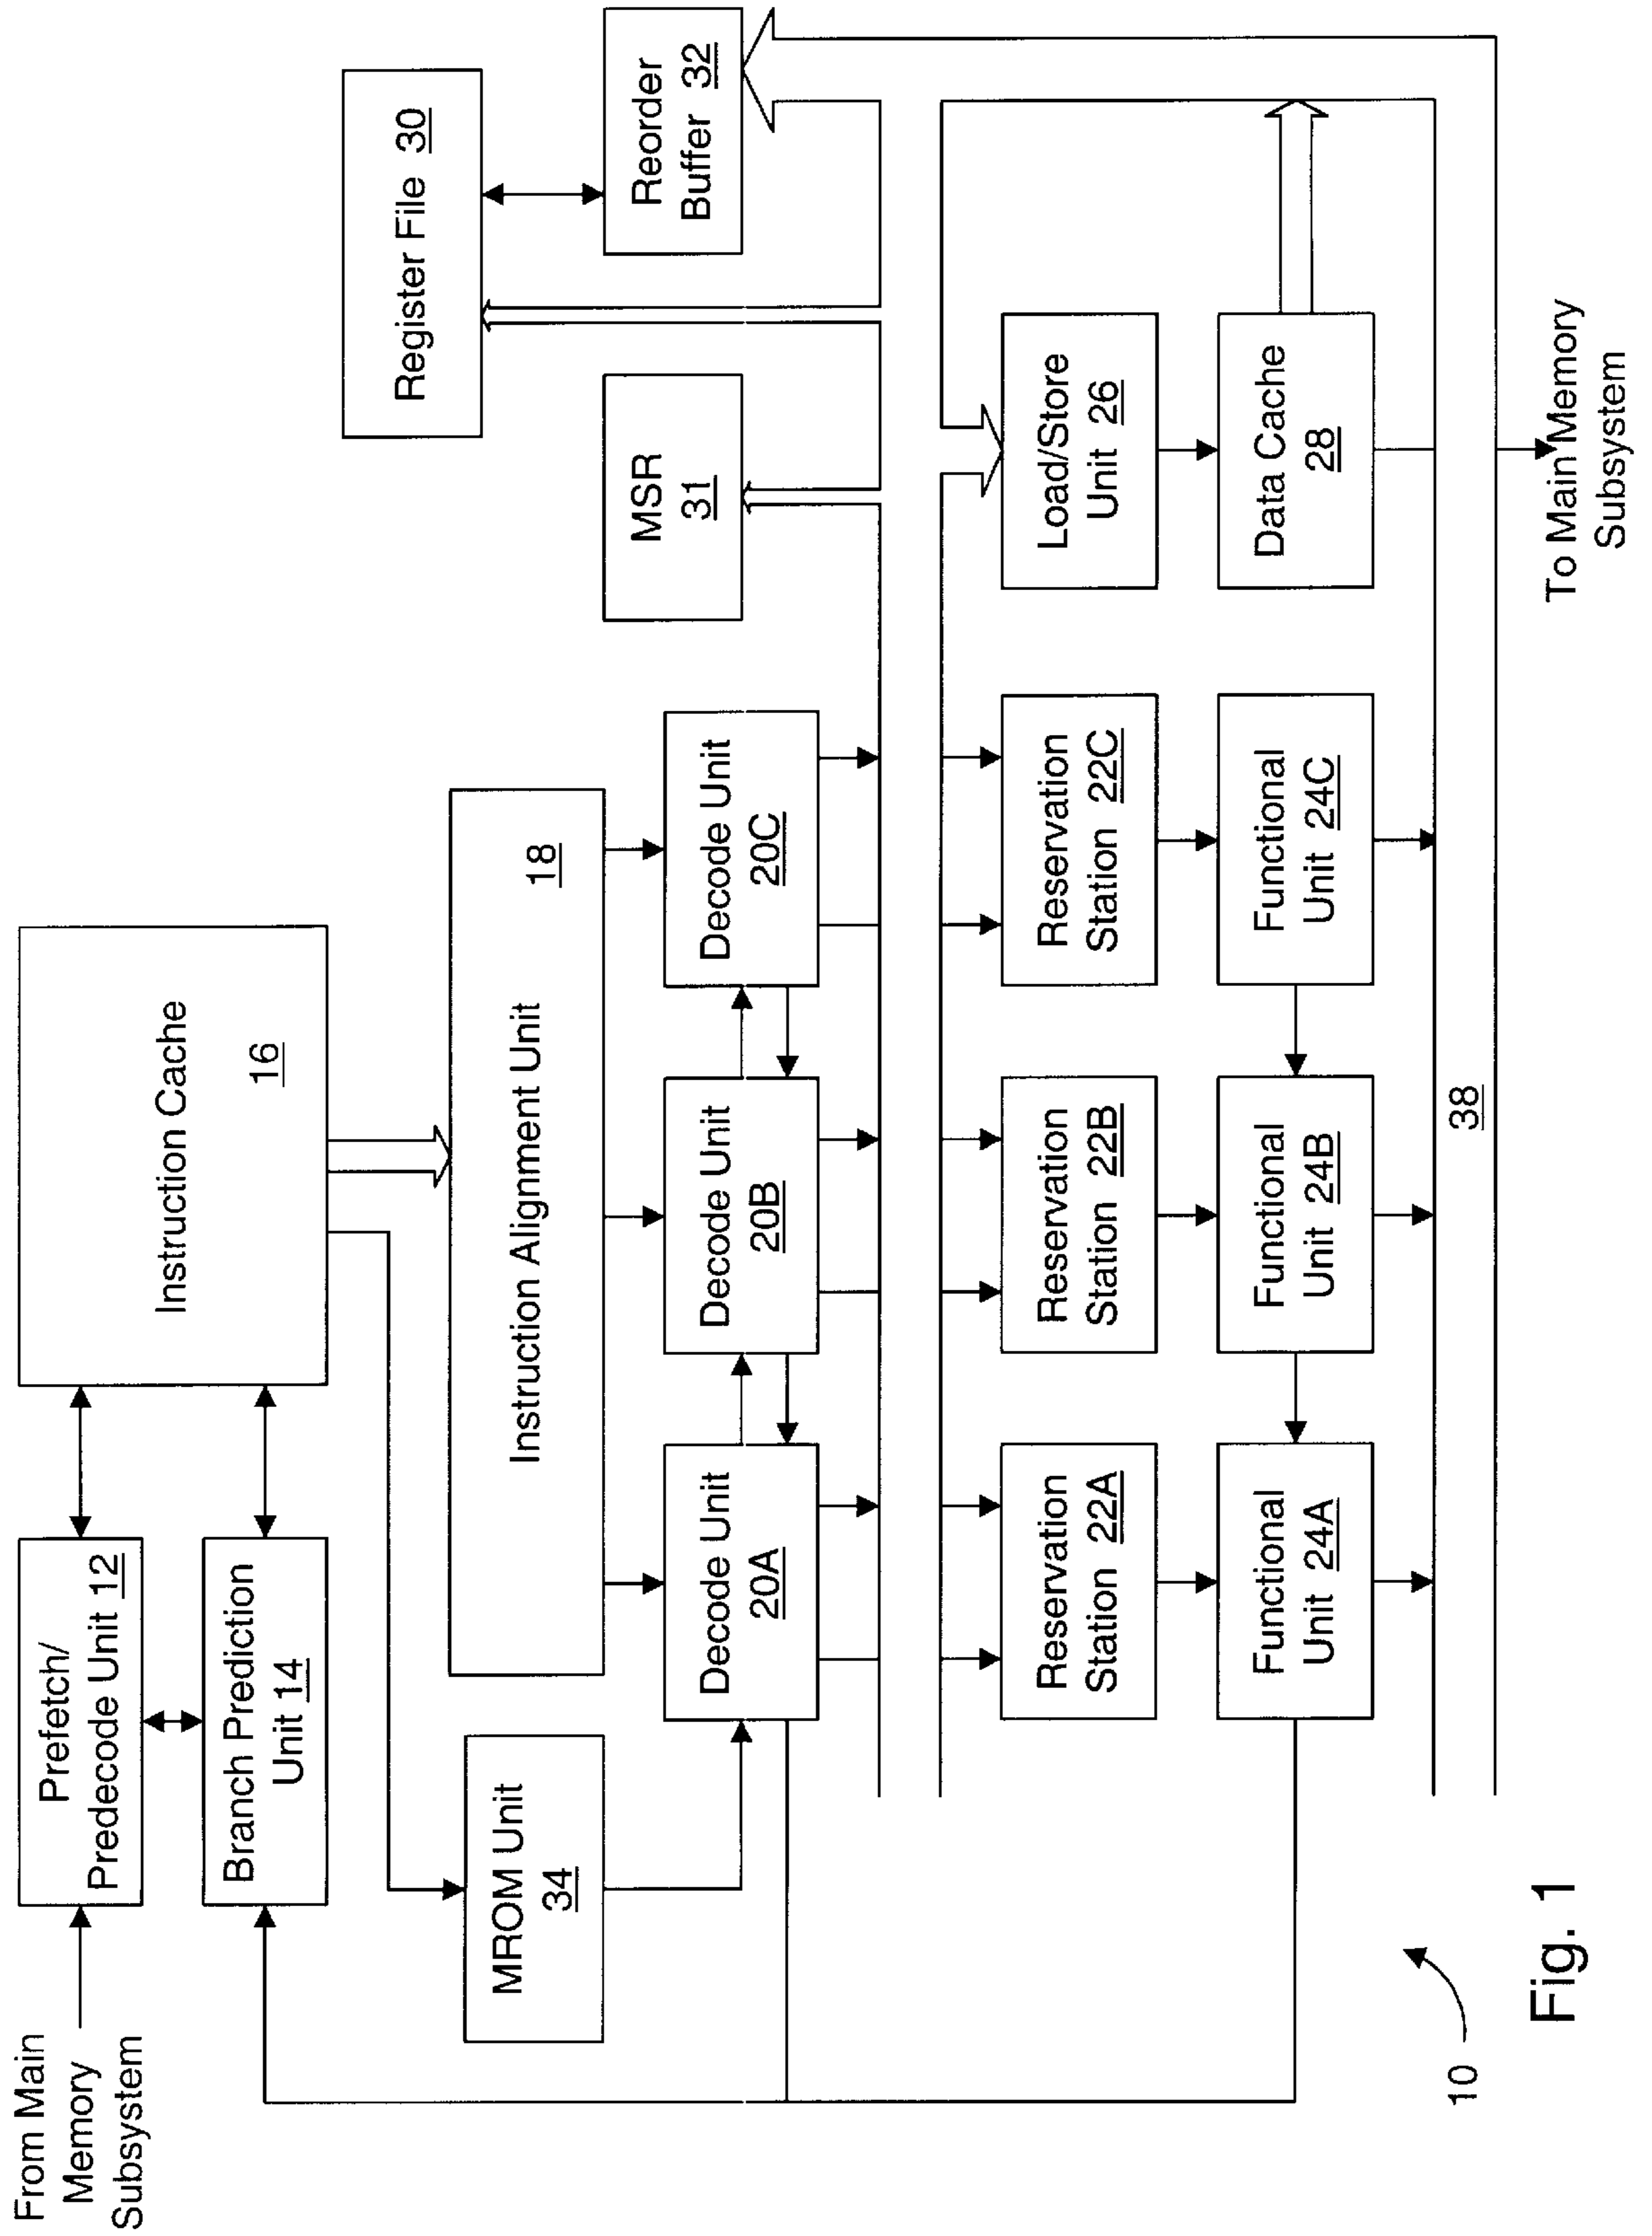 From Main
Memory
Subsystem
Prefetch/
Predecode Unit 12
Branch Prediction
Unit 14
Instruction Cache
16
Register File 30
MROM Unit
34
Instruction Alignment Unit
18
MSR
31
Reorder
Buffer 32
Decode Unit
20A
Decode Unit
20B
Decode Unit
20C
Reservation
Station 22A
Reservation
Station 22B
Reservation
Station 22C
Load/Store
Unit 26
Functional
Unit 24A
Functional
Unit 24B
Functional
Unit 24C
Data Cache
28
38
To Main Memory
Subsystem
10
Fig. 1